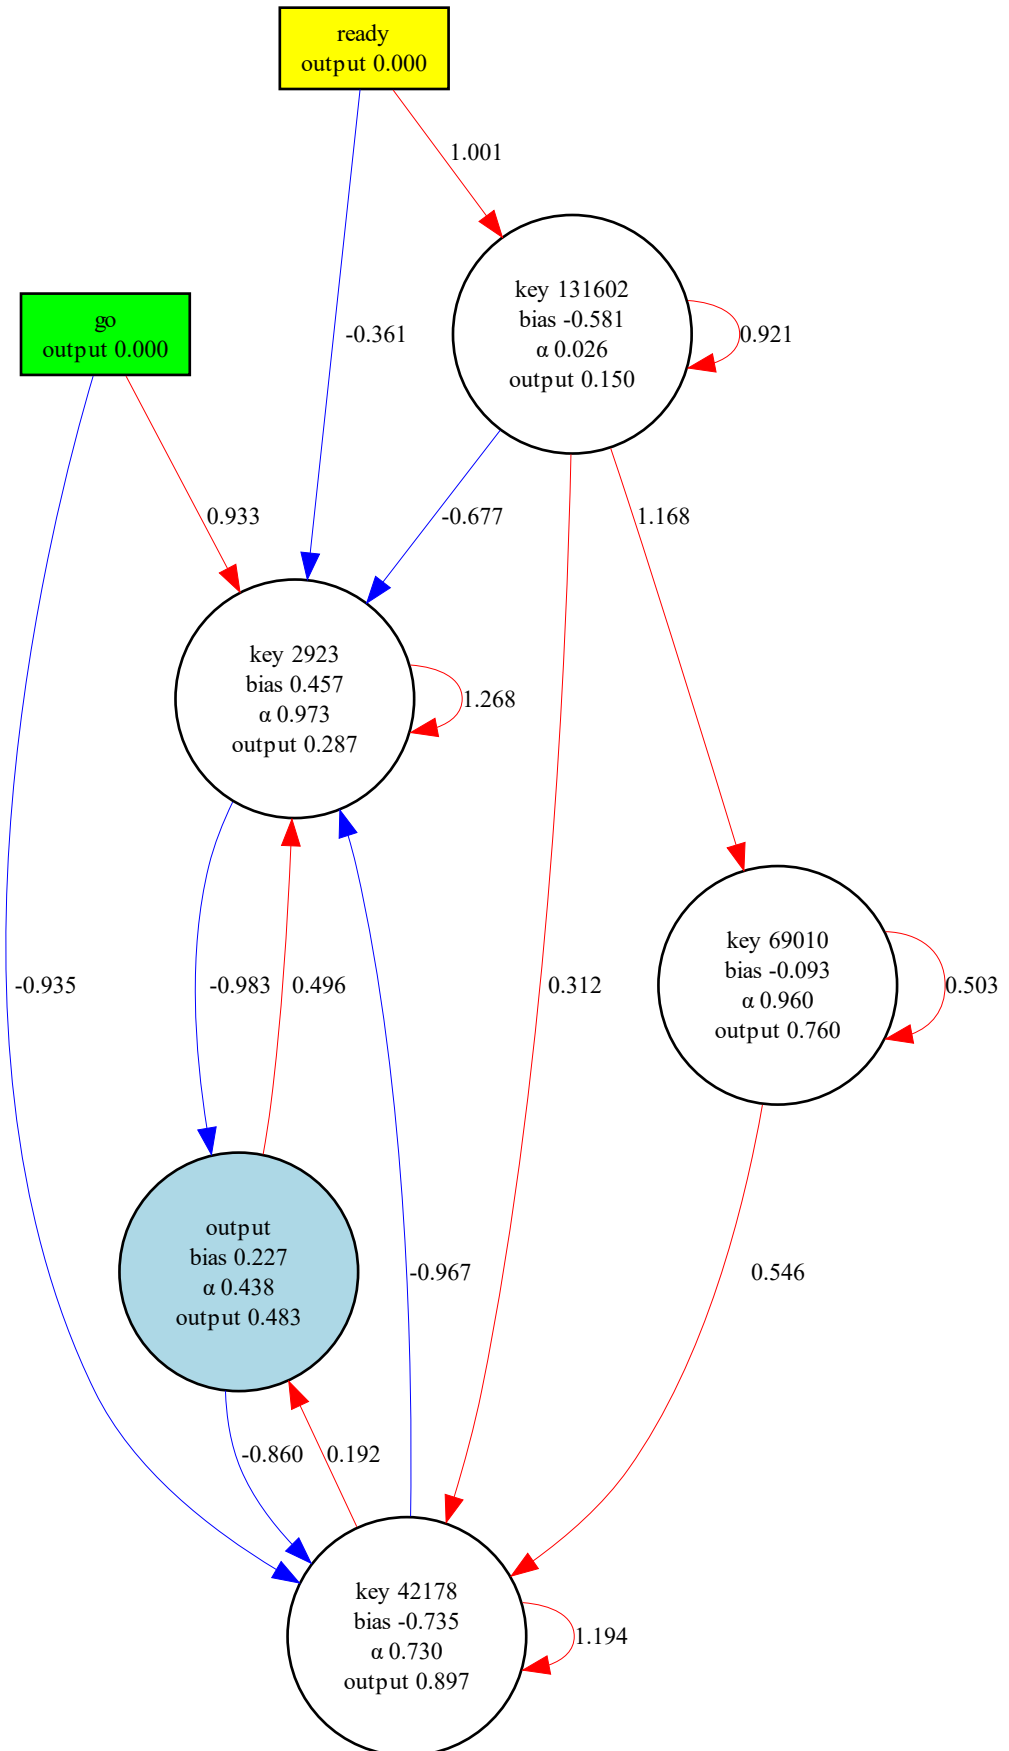 ready
output 0.000
1.001
go
output 0.000
-0.361
key 131602
bias -0.581
α 0.026
output 0.150
0.921
0.933
-0.677
1.168
key 2923
bias 0.457
α 0.973
output 0.287
1.268
-0.935
-0.983
0.496
0.312
key 69010
bias -0.093
α 0.960
output 0.760
0.503
output
bias 0.227
α 0.438
output 0.483
-0.967
0.546
-0.860
0.192
key 42178
bias -0.735
α 0.730
output 0.897
1.194